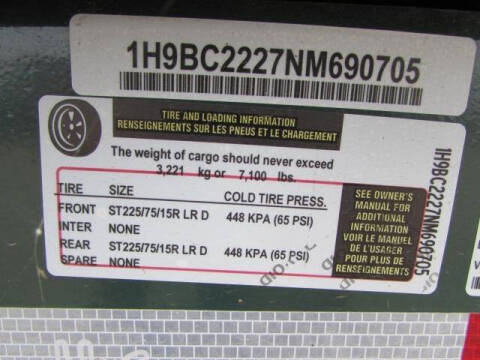 1H9BC2227NM690705
TIRE AND LOADING INFORMATION
RENSEIGNEMENTS SUR LES PNEUS ET LE CHARGEMENT
The weight of cargo should never exceed
3,221 kg or 7,100 lbs.
TIRE SIZE COLD TIRE PRESS.
FRONT ST225/75/15R LR D 448 KPA (65 PSI)
INTER NONE
REAR ST225/75/15R LR D 448 KPA (65 PSI)
SPARE NONE
SEE OWNER'S
MANUAL FOR
ADDITIONAL
INFORMATION
VOIR LE MANUEL
DE L'USAGER
POUR PLUS DE
RENSEIGNEMENTS
1H9BC2227NM690705